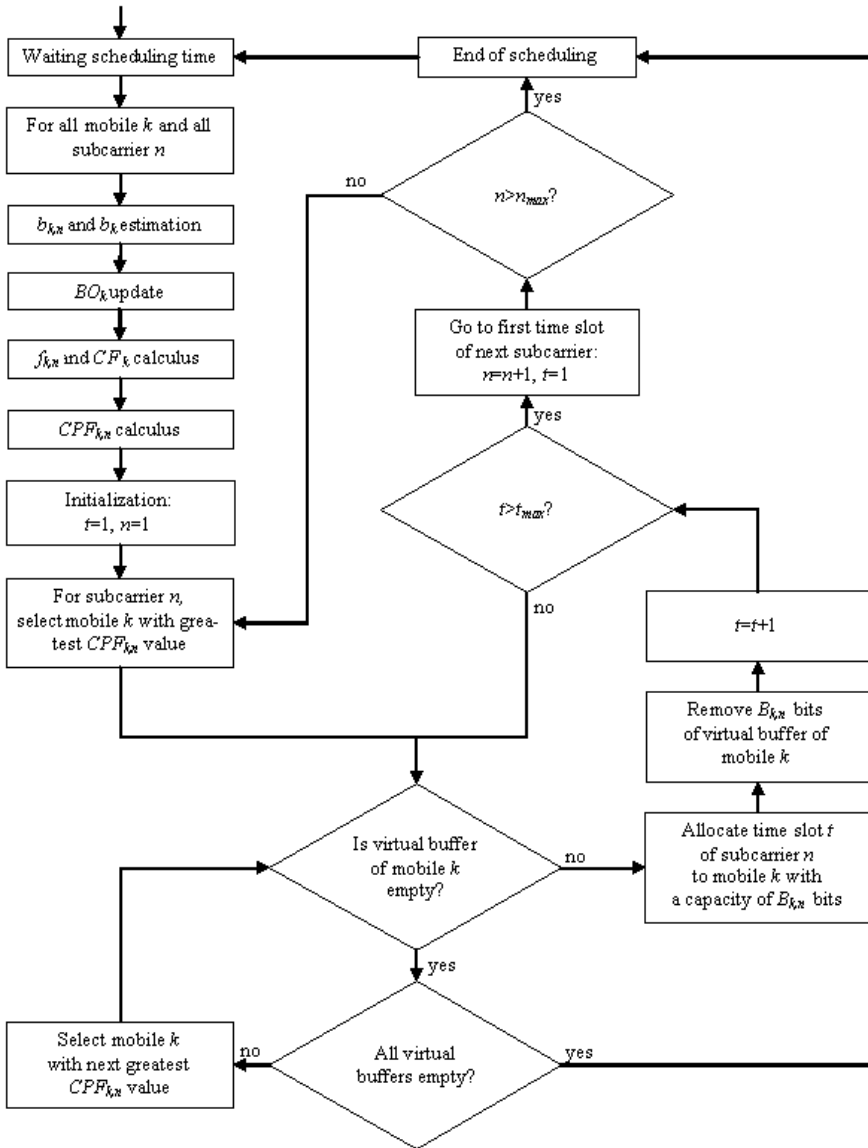 Waiting scheduling time
End of scheduling
yes
For all mobile k and all
subcarrier n
no
n>nmax?
bk,n and bk estimation
BOk update
Go to first time slot
of next subcarrier:
n=n+1, t=1
fk,n and CFk calculus
yes
CPFk,n calculus
Initialization:
t=1, n=1
t>tmax?
For subcarrier n,
select mobile k with grea-
test CPFk,n value
no
t=t+1
Remove Bk,n bits
of virtual buffer of
mobile k
Is virtual buffer
of mobile k
empty?
no
Allocate time slot t
of subcarrier n
to mobile k with
a capacity of Bk,n bits
yes
Select mobile k
with next greatest
CPFk,n value
no
All virtual
buffers empty?
yes